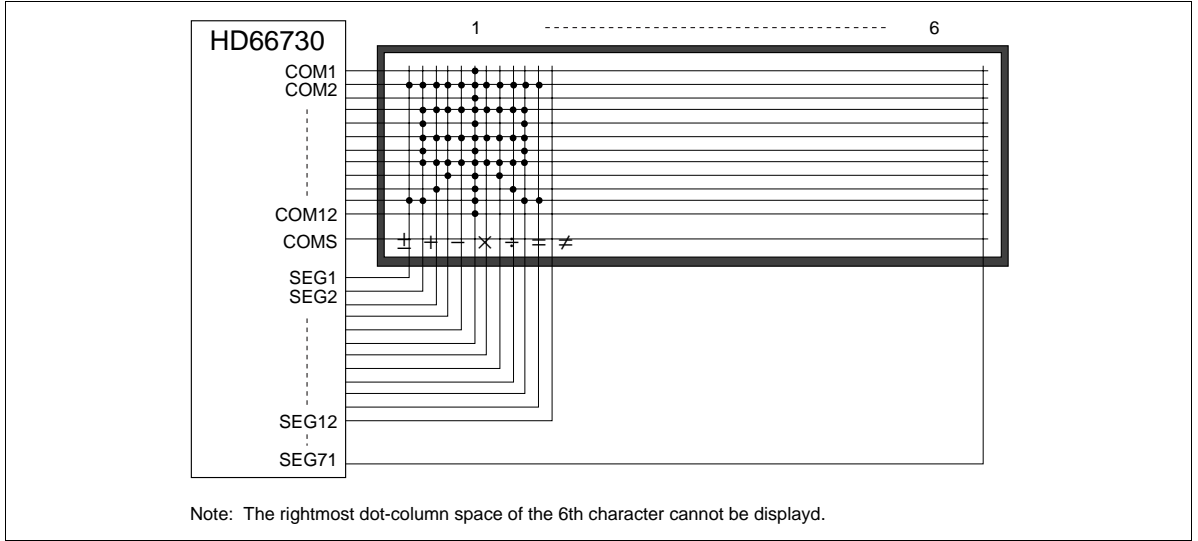 HD66730
1 6
COM1
COM2
COM12
COMS
東
± + − × ÷ = ≠
SEG1
SEG2
SEG12
SEG71
Note: The rightmost dot-column space of the 6th character cannot be displayd.